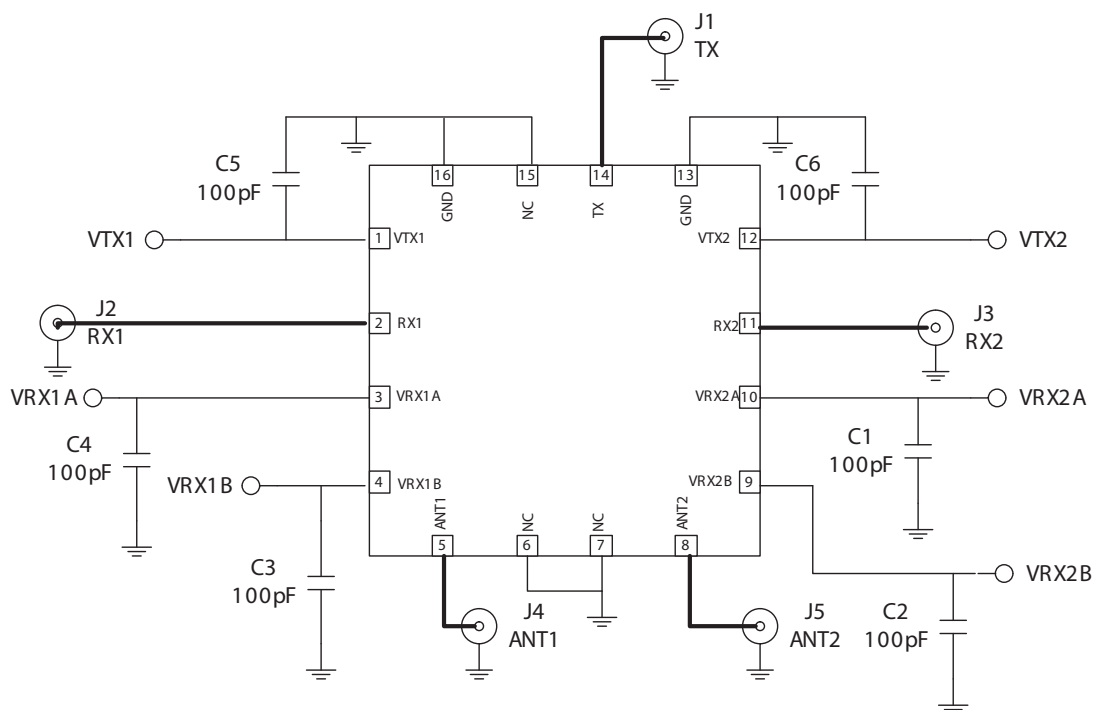 J1
TX
C5
100pF
C6
100pF
16
15
14
13
GND
NC
TX
GND
VTX1
1
VTX1
VTX2
12
VTX2
J2
RX1
2
RX1
RX2
11
J3
RX2
VRX1A
3
VRX1A
VRX2A
10
VRX2A
C4
100pF
C1
100pF
VRX1B
4
VRX1B
VRX2B
9
ANT1
NC
NC
ANT2
5
6
7
8
C3
100pF
J4
ANT1
J5
ANT2
VRX2B
C2
100pF